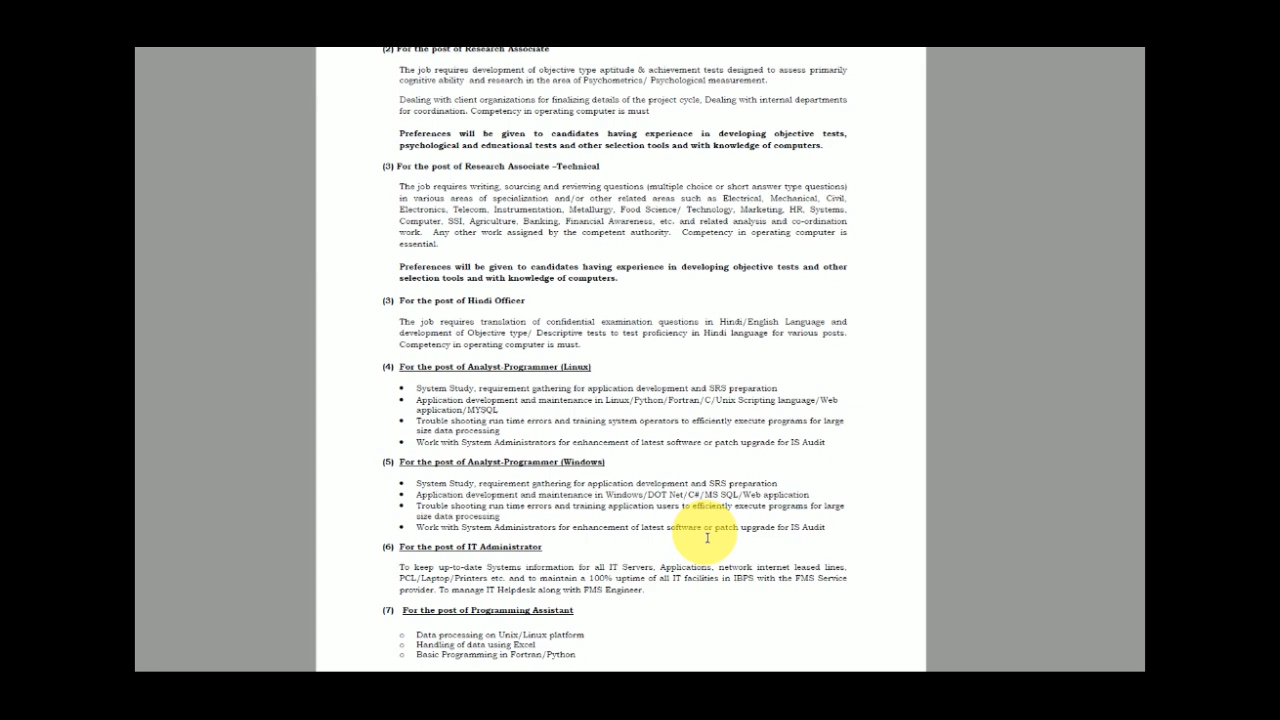 (2) For the post of Research Associate
The job requires development of objective type aptitude & achievement tests designed to assess primarily
cognitive ability and research in the area of Psychometrics/ Psychological measurement.
Dealing with client organizations for finalizing details of the project cycle, Dealing with internal departments
for coordination. Competency in operating computer is must
Preferences will be given to candidates having experience in developing objective tests,
psychological and educational tests and other selection tools and with knowledge of computers.
(3) For the post of Research Associate –Technical
The job requires writing, sourcing and reviewing questions (multiple choice or short answer type questions)
in various areas of specialization and/or other related areas such as Electrical, Mechanical, Civil,
Electronics, Telecom, Instrumentation, Metallurgy, Food Science/ Technology, Marketing, HR, Systems,
Computer, SSI, Agriculture, Banking, Financial Awareness, etc. and related analysis and co-ordination
work. Any other work assigned by the competent authority. Competency in operating computer is
essential.
Preferences will be given to candidates having experience in developing objective tests and other
selection tools and with knowledge of computers.
(3) For the post of Hindi Officer
The job requires translation of confidential examination questions in Hindi/English Language and
development of Objective type/ Descriptive tests to test proficiency in Hindi language for various posts.
Competency in operating computer is must.
(4) For the post of Analyst-Programmer (Linux)
• System Study, requirement gathering for application development and SRS preparation
• Application development and maintenance in Linux/Python/Fortran/C/Unix Scripting language/Web
application/MYSQL
• Trouble shooting run time errors and training system operators to efficiently execute programs for large
size data processing
• Work with System Administrators for enhancement of latest software or patch upgrade for IS Audit
(5) For the post of Analyst-Programmer (Windows)
• System Study, requirement gathering for application development and SRS preparation
• Application development and maintenance in Windows/DOT Net/C#/MS SQL/Web application
• Trouble shooting run time errors and training application users to efficiently execute programs for large
size data processing
• Work with System Administrators for enhancement of latest software or patch upgrade for IS Audit
(6) For the post of IT Administrator
To keep up-to-date Systems information for all IT Servers, Applications, network internet leased lines,
PCL/Laptop/Printers etc. and to maintain a 100% uptime of all IT facilities in IBPS with the FMS Service
provider. To manage IT Helpdesk along with FMS Engineer.
(7) For the post of Programming Assistant
o Data processing on Unix/Linux platform
o Handling of data using Excel
o Basic Programming in Fortran/Python